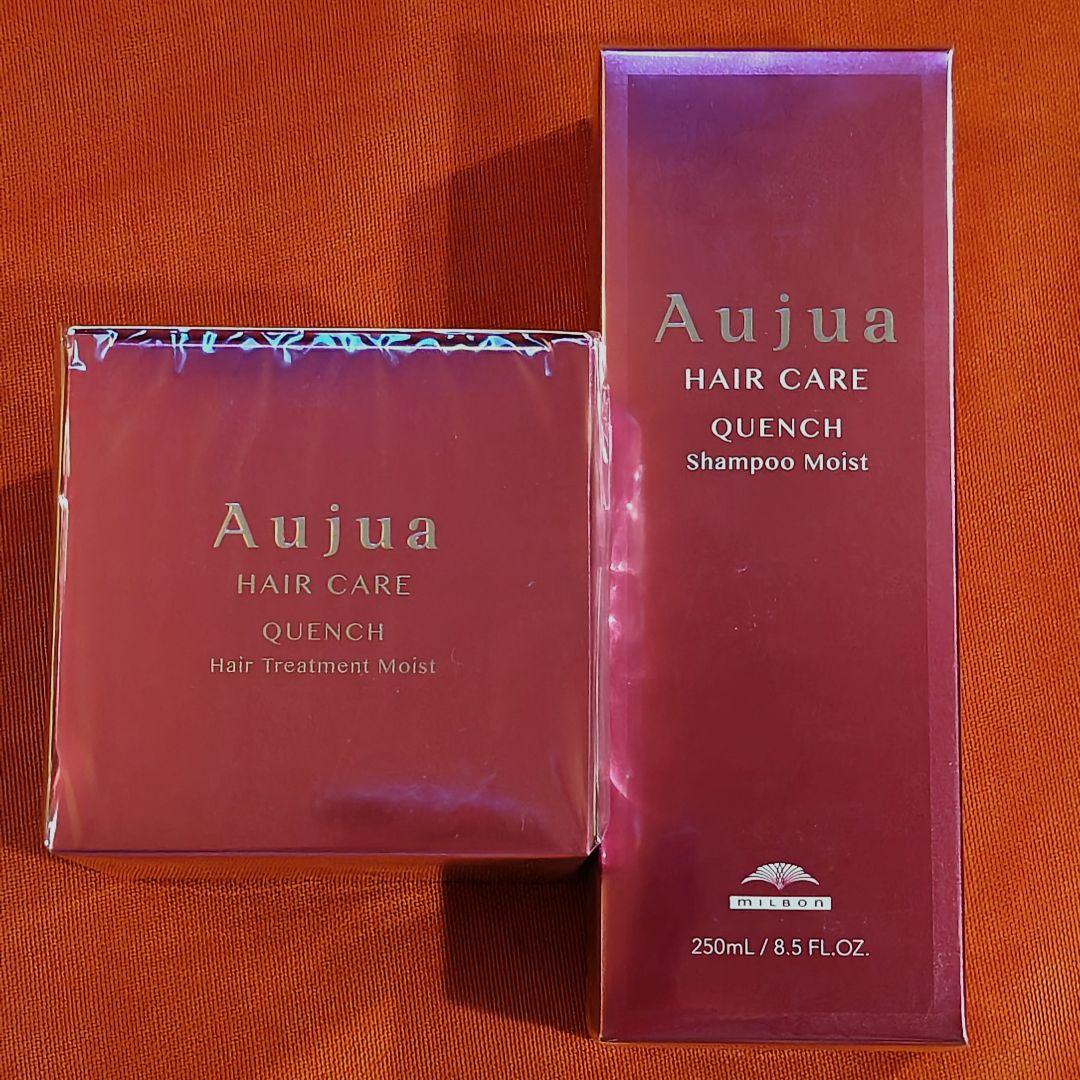 Aujua
HAIR CARE
QUENCH
Hair Treatment Moist
Aujua
HAIR CARE
QUENCH
Shampoo Moist
MILBON
250mL / 8.5 FL.OZ.